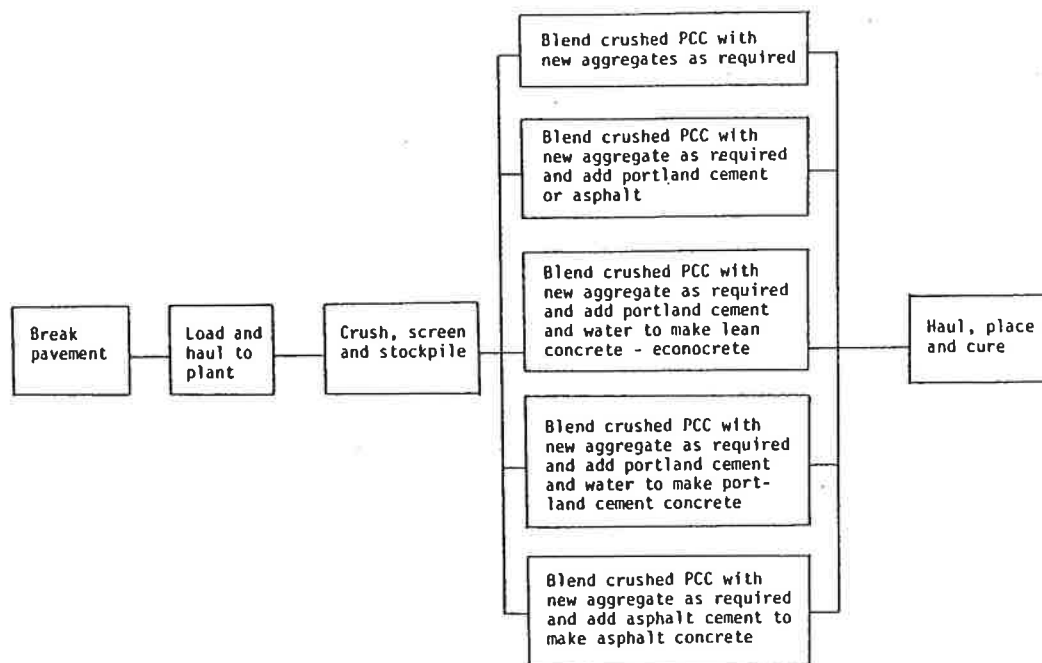 Break
pavement
Load and
haul to
plant
Crush, screen
and stockpile
Blend crushed PCC with
new aggregates as required
Blend crushed PCC with
new aggregate as required
and add portland cement
or asphalt
Blend crushed PCC with
new aggregate as required
and add portland cement
and water to make lean
concrete - econocrete
Blend crushed PCC with
new aggregate as required
and add portland cement
and water to make port-
land cement concrete
Blend crushed PCC with
new aggregate as required
and add asphalt cement to
make asphalt concrete
Haul, place
and cure